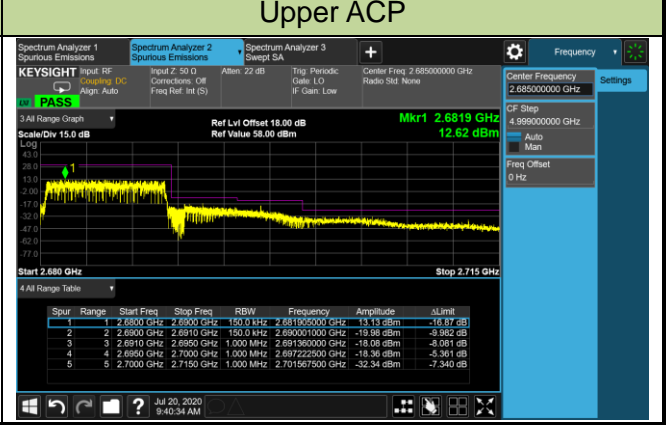 Upper ACP
Spectrum Analyzer 1
Spurious Emissions
Spectrum Analyzer 2
Spurious Emissions
Spectrum Analyzer 3
Swept SA
+
Frequency
KEYSIGHT
Input: RF
Coupling: DC
Align: Auto
Input Z: 50 Ω
Corrections: Off
Freq Ref: Int (S)
Atten: 22 dB
Trig: Periodic
Gate: LO
IF Gain: Low
Center Freq: 2.685000000 GHz
Radio Std: None
PASS
Center Frequency
2.685000000 GHz
Settings
CF Step
4.999000000 GHz
Auto
Man
Freq Offset
0 Hz
3 All Range Graph
Scale/Div 15.0 dB
Ref Lvl Offset 18.00 dB
Ref Value 58.00 dBm
Mkr1 2.6819 GHz
12.62 dBm
Log
43.0
28.0
13.0
-2.00
-17.0
-32.0
-47.0
-62.0
-77.0
1
Start 2.680 GHz
Stop 2.715 GHz
4 All Range Table
Spur Range Start Freq Stop Freq RBW Frequency Amplitude ΔLimit
1 1 2.6800 GHz 2.6900 GHz 150.0 kHz 2.681905000 GHz 13.13 dBm -16.87 dB
2 2 2.6900 GHz 2.6910 GHz 150.0 kHz 2.690001000 GHz -19.98 dBm -9.982 dB
3 3 2.6910 GHz 2.6950 GHz 1.000 MHz 2.691360000 GHz -18.08 dBm -8.081 dB
4 4 2.6950 GHz 2.7000 GHz 1.000 MHz 2.697222500 GHz -18.36 dBm -5.361 dB
5 5 2.7000 GHz 2.7150 GHz 1.000 MHz 2.701567500 GHz -32.34 dBm -7.340 dB
?
Jul 20, 2020
9:40:34 AM